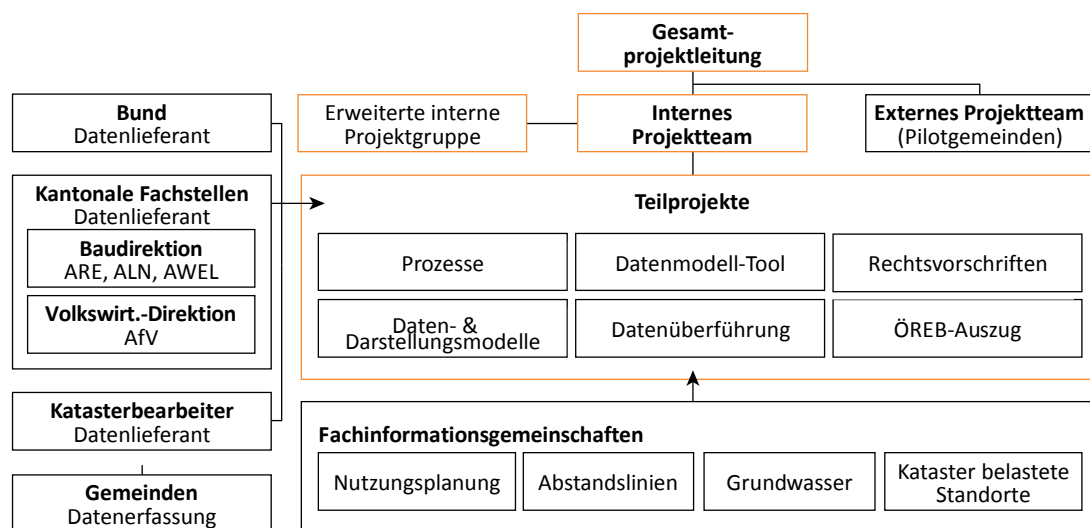 Gesamt-
projektleitung
Erweiterte interne
Projektgruppe
Internes
Projektteam
Externes Projektteam
(Pilotgemeinden)
Bund
Datenlieferant
Kantonale Fachstellen
Datenlieferant
Baudirektion
ARE, ALN, AWEL
Volkswirt.-Direktion
AfV
Katasterbearbeiter
Datenlieferant
Gemeinden
Datenerfassung
Teilprojekte
Prozesse
Datenmodell-Tool
Rechtsvorschriften
Daten- &
Darstellungsmodelle
Datenüberführung
ÖREB-Auszug
Fachinformationsgemeinschaften
Nutzungsplanung
Abstandslinien
Grundwasser
Kataster belastete
Standorte